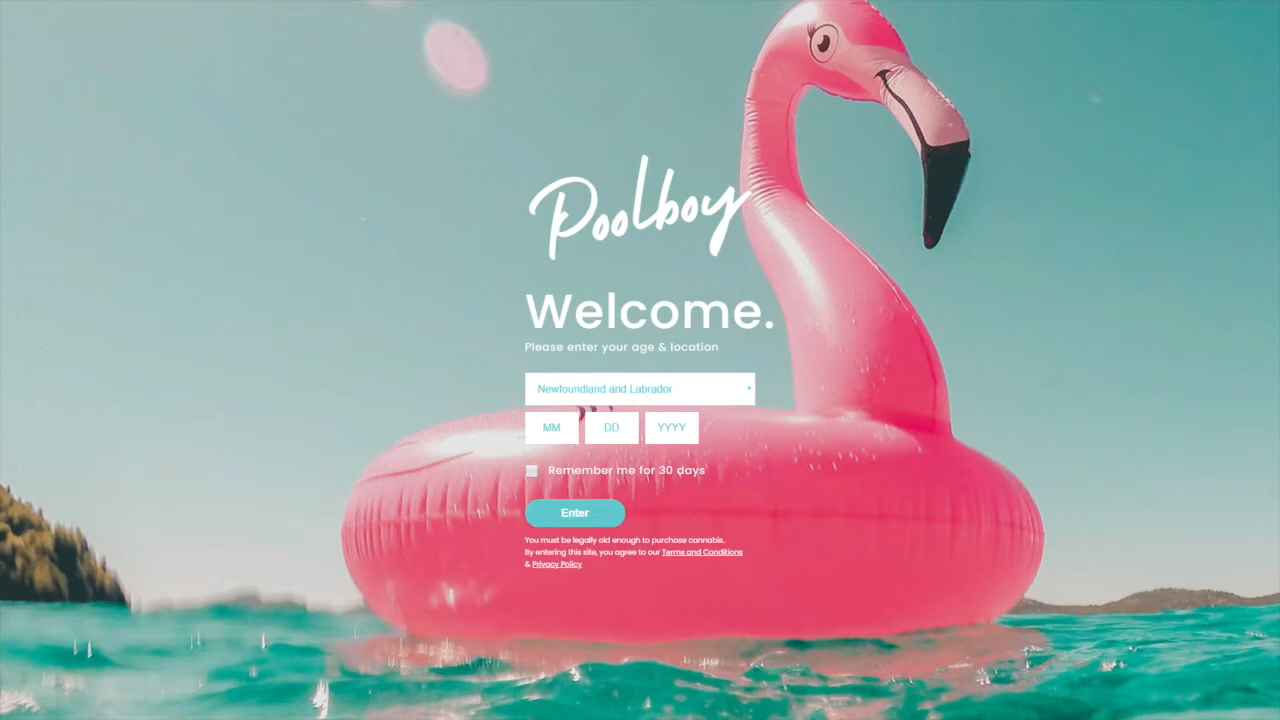 Poolboy
Welcome.
Please enter your age & location
Newfoundland and Labrador
MM DD YYYY
Remember me for 30 days
Enter
You must be legally old enough to purchase cannabis.
By entering this site, you agree to our Terms and Conditions
& Privacy Policy